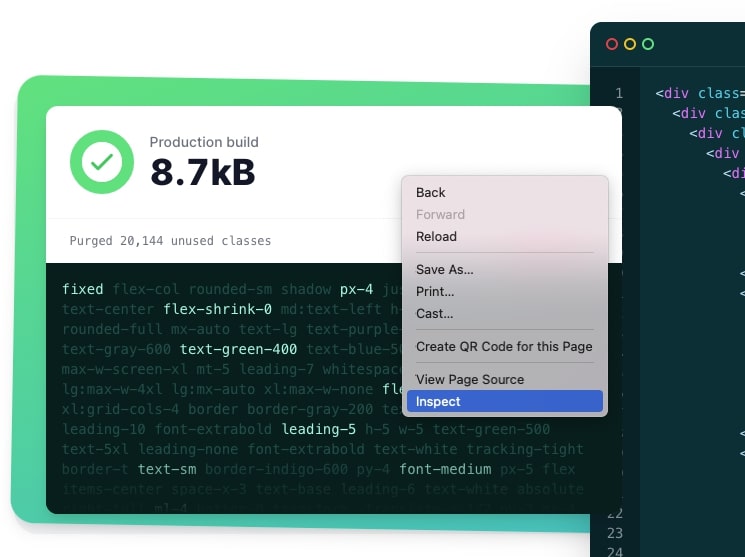 Production build
8.7kB
Purged 20,144 unused classes
fixed flex-col rounded-sm shadow px-4
text-center flex-shrink-0 md:text-left
rounded-full mx-auto text-lg text-purple-
text-gray-600 text-green-400 text-blue-50
max-w-screen-xl mt-5 leading-7 whitespace
lg:max-w-4xl lg:mx-auto xl:max-w-none
xl:grid-cols-4 border border-gray-200
leading-10 font-extrabold leading-5 h-5 w-5 text-green-500
text-5xl leading-none font-extrabold text-white tracking-tight
border-t text-sm border-indigo-600 py-4 font-medium px-5 flex
items-center space-x-3 text-base leading-6 text-white absolute
ml-4
Back
Forward
Reload
Save As...
Print...
Cast...
Create QR Code for this Page
View Page Source
Inspect
1 <div class=
<div clas
<div cl
<div
<di
<
<
<
<
<
22
23
24